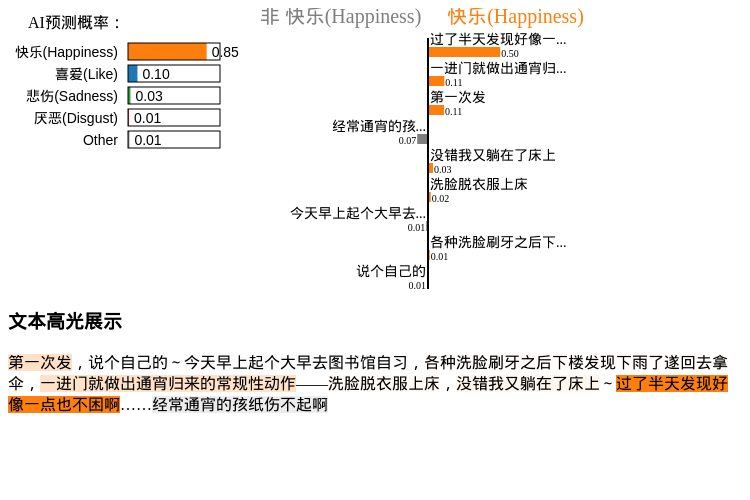 AI预测概率：
快乐(Happiness) 0.85
喜爱(Like) 0.10
悲伤(Sadness) 0.03
厌恶(Disgust) 0.01
Other 0.01
非 快乐(Happiness) 快乐(Happiness)
过了半天发现好像一...
0.50
一进门就做出通宵归...
0.11
第一次发
0.11
经常通宵的孩...
0.07
没错我又躺在了床上
0.03
洗脸脱衣服上床
0.02
今天早上起个大早去...
0.01
各种洗脸刷牙之后下...
0.01
说个自己的
0.01
文本高光展示
第一次发，说个自己的～今天早上起个大早去图书馆自习，各种洗脸刷牙之后下楼发现下雨了遂回去拿
伞，一进门就做出通宵归来的常规性动作——洗脸脱衣服上床，没错我又躺在了床上～过了半天发现好
像一点也不困啊……经常通宵的孩纸伤不起啊